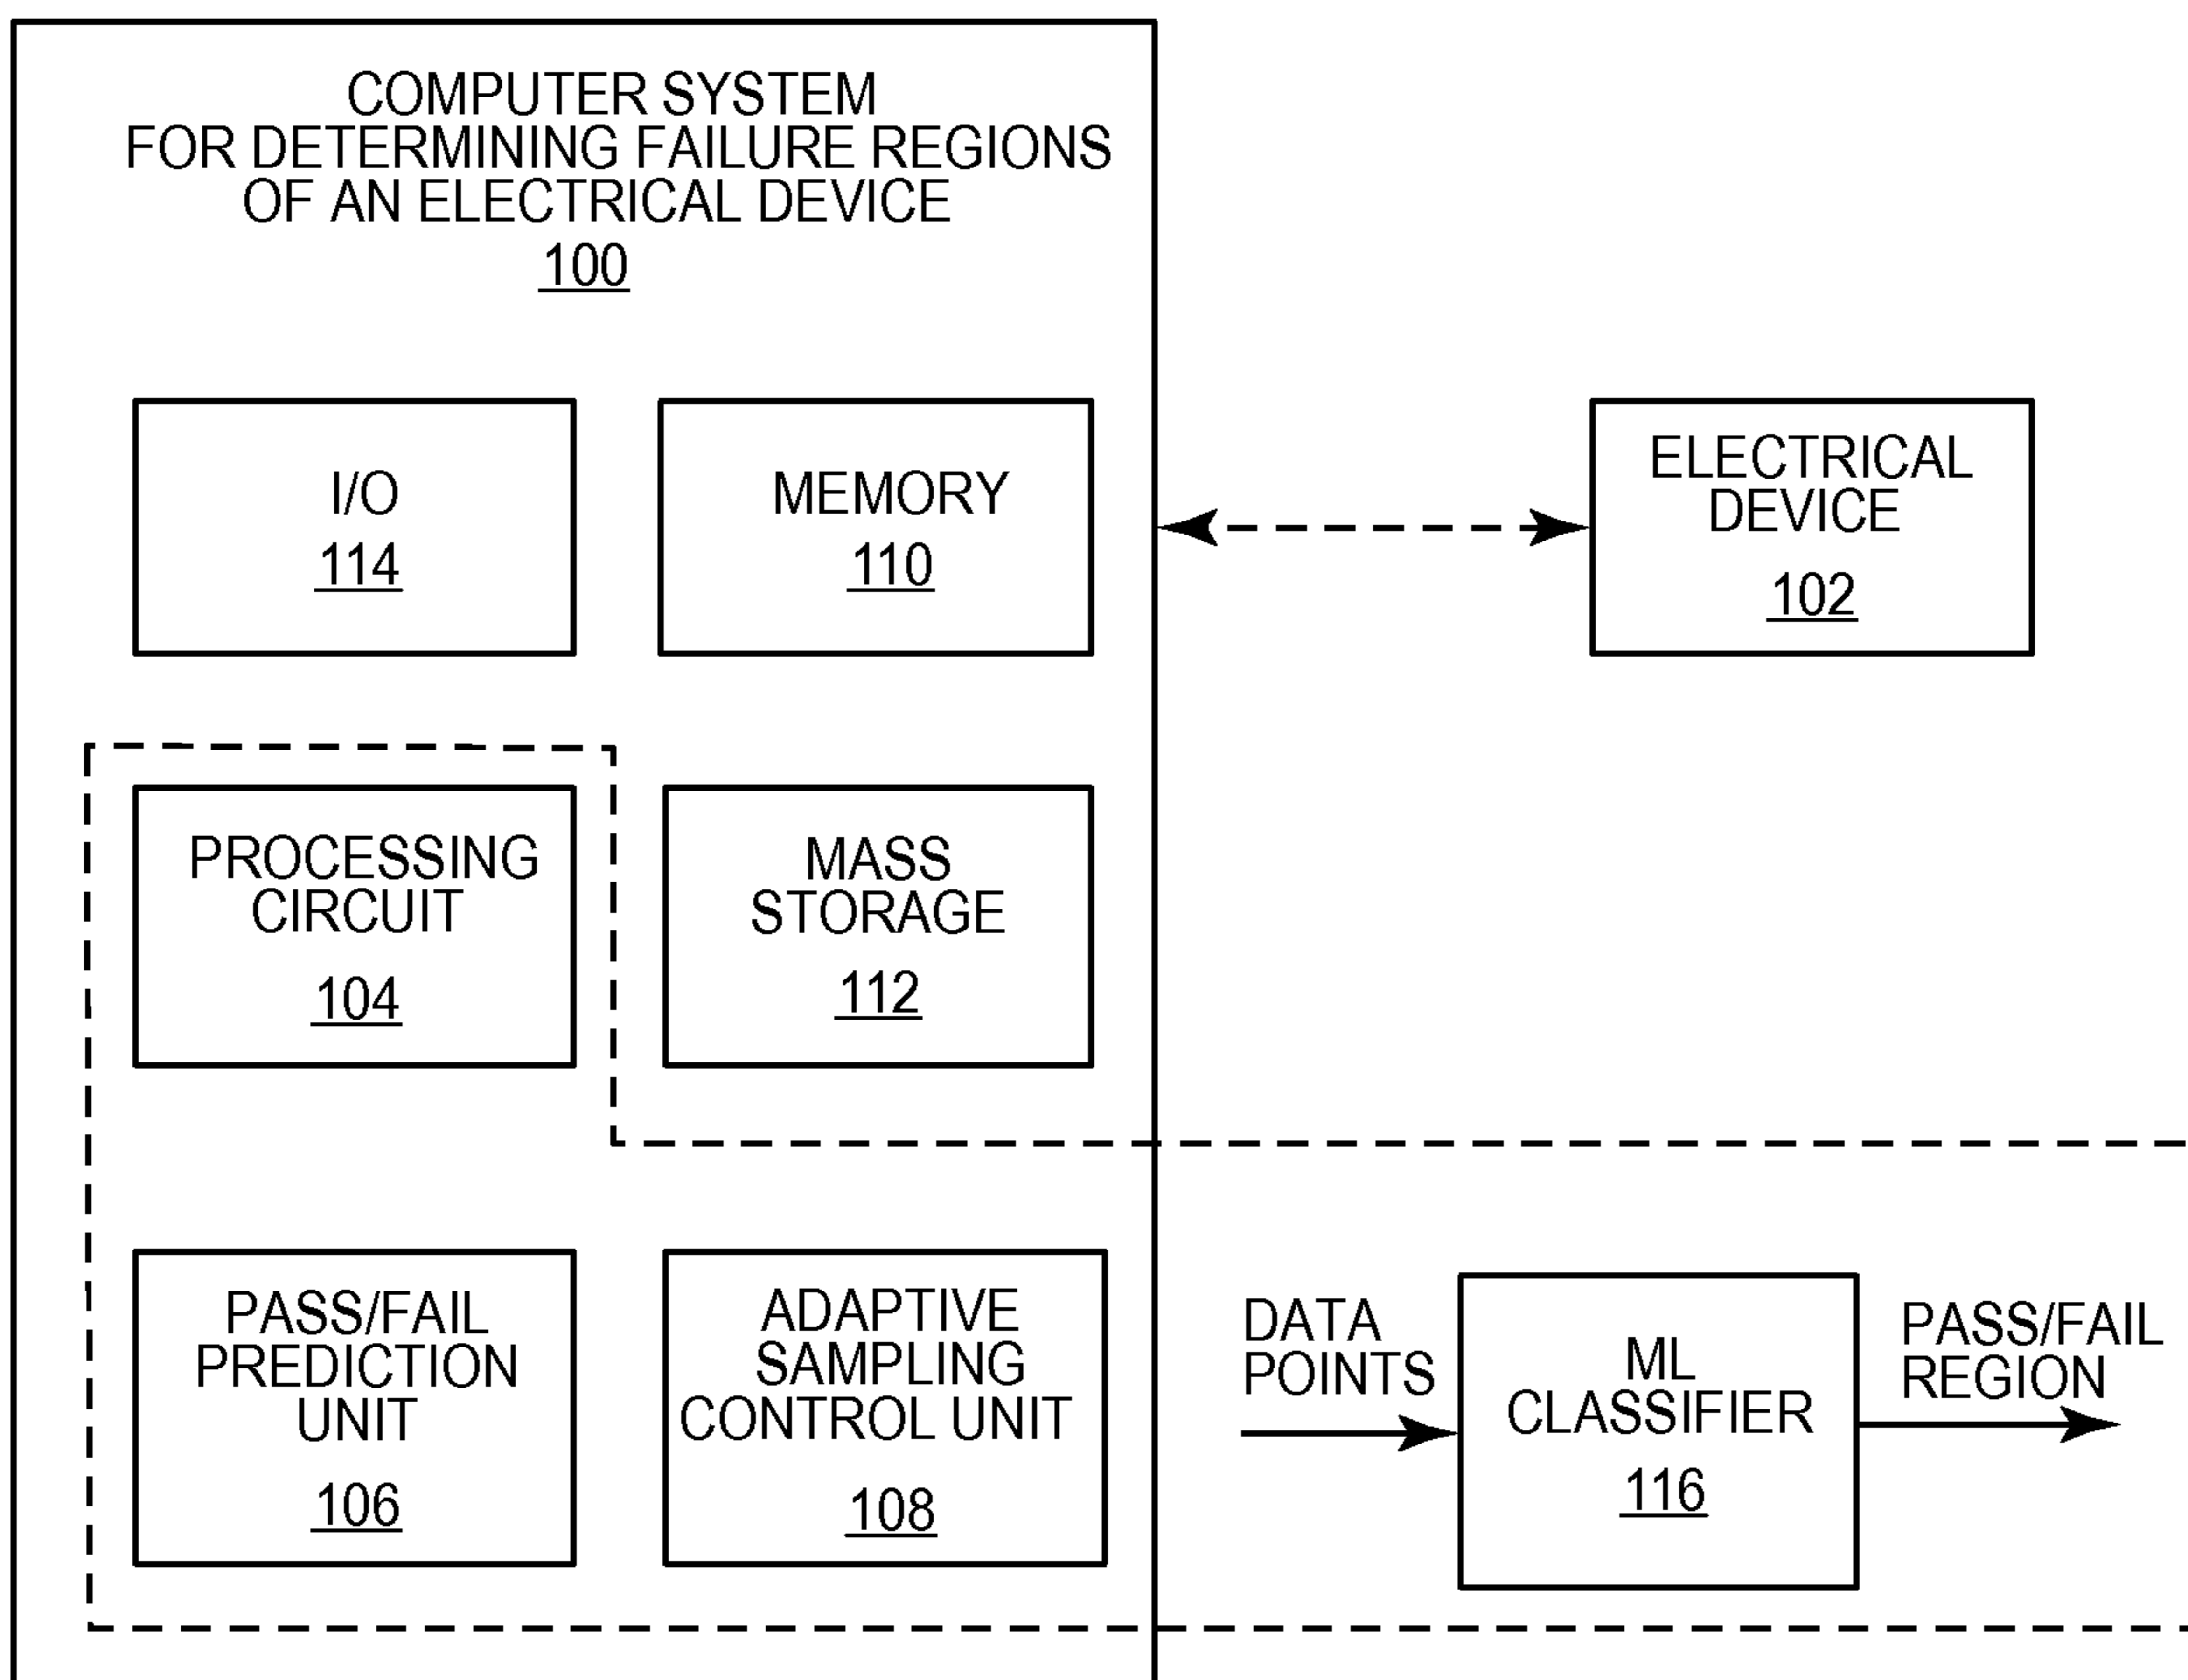 COMPUTER SYSTEM
FOR DETERMINING FAILURE REGIONS
OF AN ELECTRICAL DEVICE
100
I/O
114
MEMORY
110
ELECTRICAL
DEVICE
102
PROCESSING
CIRCUIT
104
MASS
STORAGE
112
PASS/FAIL
PREDICTION
UNIT
106
ADAPTIVE
SAMPLING
CONTROL UNIT
108
DATA
POINTS
ML
CLASSIFIER
116
PASS/FAIL
REGION